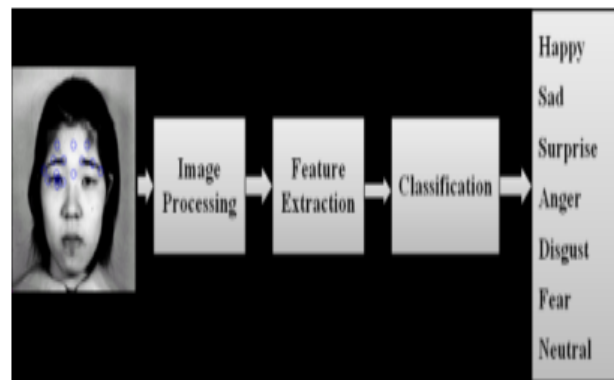 Image
Processing
Feature
Extraction
Classification
Happy
Sad
Surprise
Anger
Disgust
Fear
Neutral